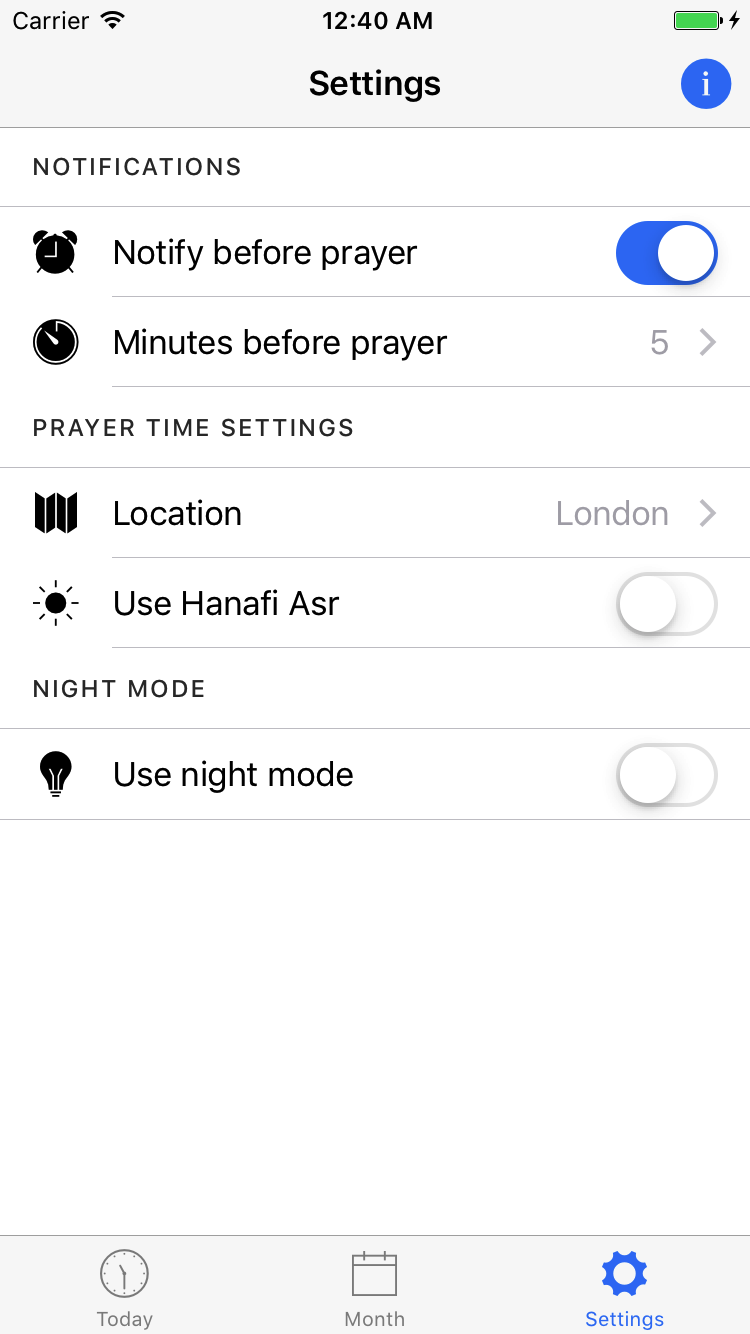 Carrier 12:40 AM
Settings i
NOTIFICATIONS
Notify before prayer
Minutes before prayer 5
PRAYER TIME SETTINGS
Location London
Use Hanafi Asr
NIGHT MODE
Use night mode
Today Month Settings